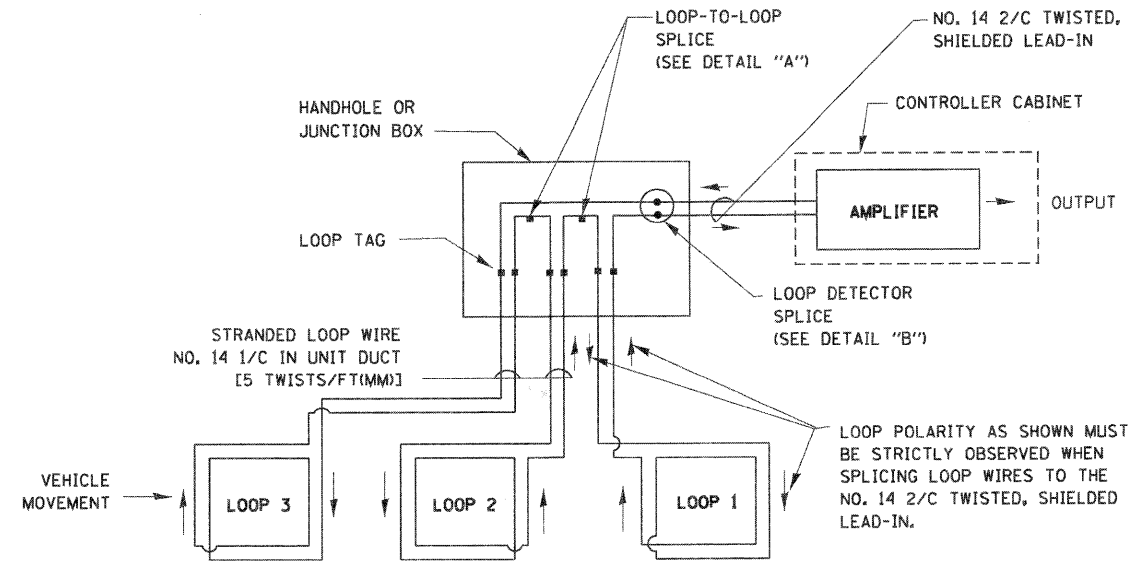 LOOP-TO-LOOP
SPLICE
(SEE DETAIL "A")
NO. 14 2/C TWISTED,
SHIELDED LEAD-IN
HANDHOLE OR
JUNCTION BOX
CONTROLLER CABINET
AMPLIFIER
OUTPUT
LOOP TAG
LOOP DETECTOR
SPLICE
(SEE DETAIL "B")
STRANDED LOOP WIRE
NO. 14 1/C IN UNIT DUCT
[5 TWISTS/FT(MM)]
LOOP POLARITY AS SHOWN MUST
BE STRICTLY OBSERVED WHEN
SPLICING LOOP WIRES TO THE
NO. 14 2/C TWISTED, SHIELDED
LEAD-IN.
VEHICLE
MOVEMENT
LOOP 3
LOOP 2
LOOP 1